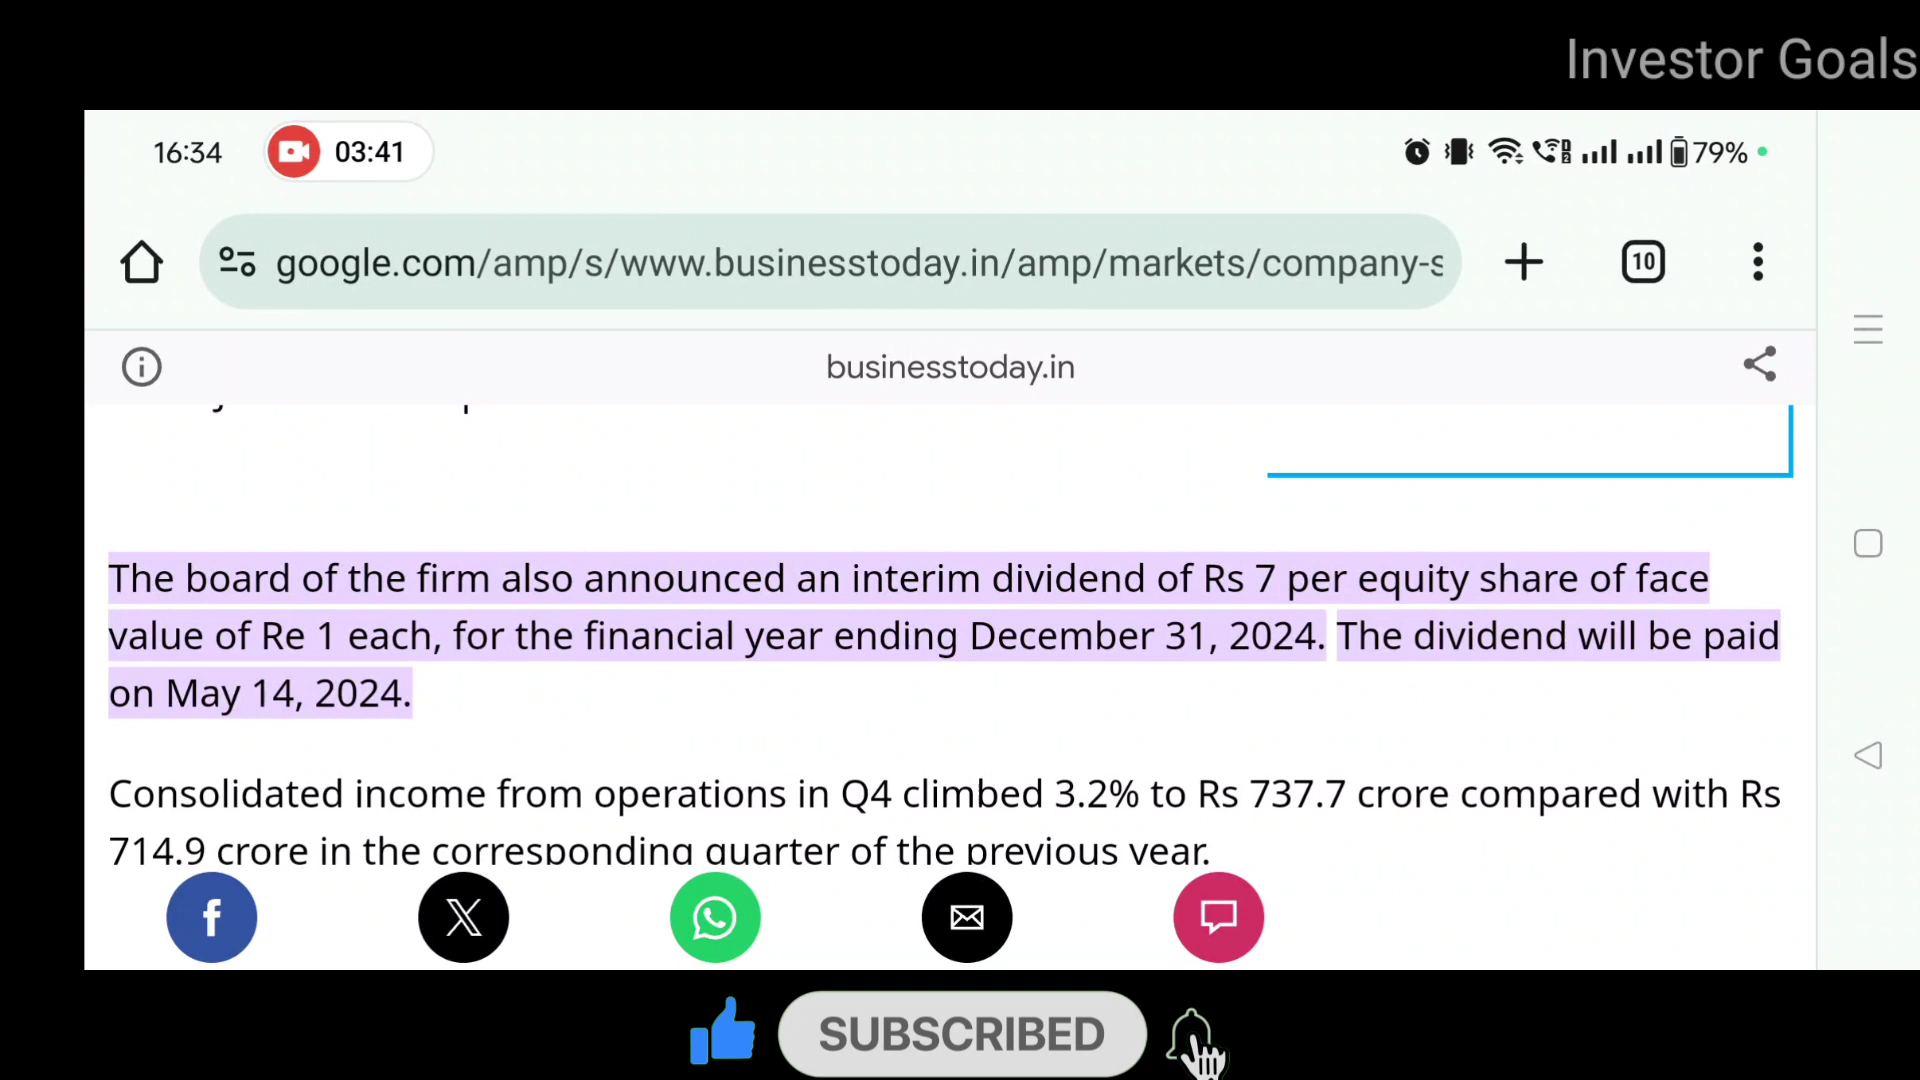 Investor Goals
16:34
03:41
79%
google.com/amp/s/www.businesstoday.in/amp/markets/company-s
10
businesstoday.in
The board of the firm also announced an interim dividend of Rs 7 per equity share of face
value of Re 1 each, for the financial year ending December 31, 2024. The dividend will be paid
on May 14, 2024.
Consolidated income from operations in Q4 climbed 3.2% to Rs 737.7 crore compared with Rs
714.9 crore in the corresponding quarter of the previous year.
SUBSCRIBED